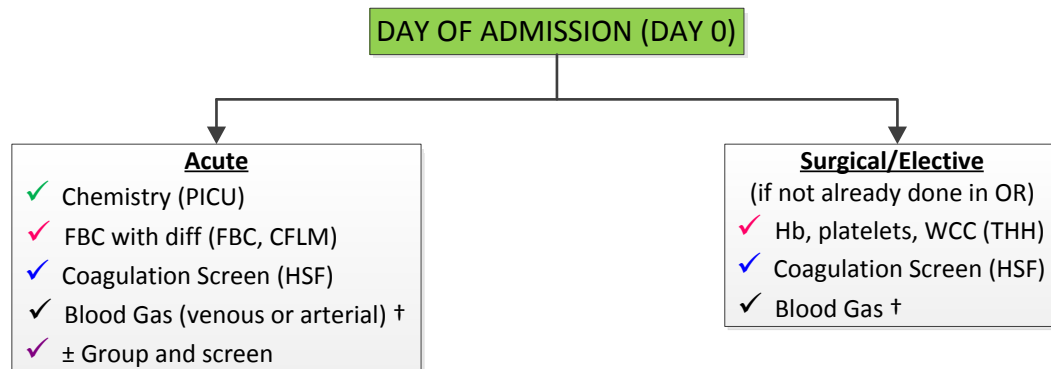 DAY OF ADMISSION (DAY 0)
Acute
✓ Chemistry (PICU)
✓ FBC with diff (FBC, CFLM)
✓ Coagulation Screen (HSF)
✓ Blood Gas (venous or arterial) †
✓ ± Group and screen
Surgical/Elective
(if not already done in OR)
✓ Hb, platelets, WCC (THH)
✓ Coagulation Screen (HSF)
✓ Blood Gas †